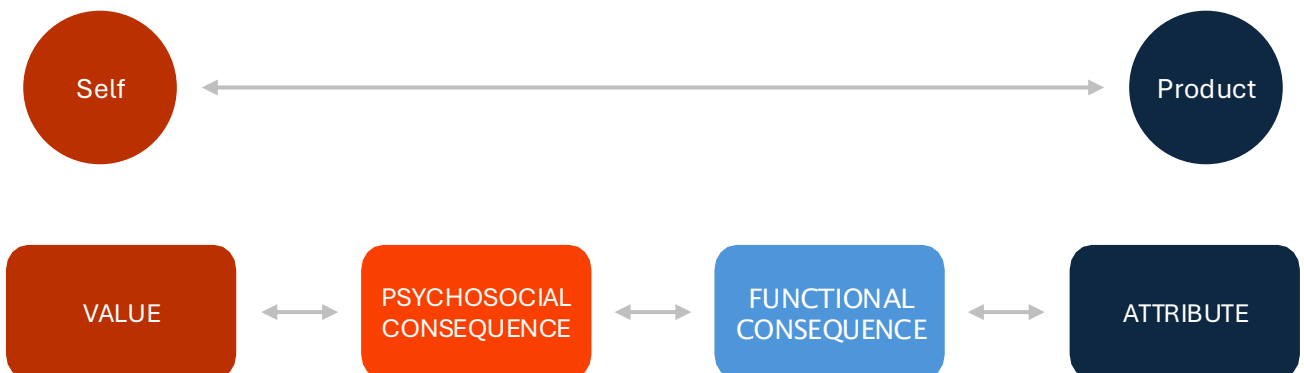 Self
Product
VALUE
PSYCHOSOCIAL
CONSEQUENCE
FUNCTIONAL
CONSEQUENCE
ATTRIBUTE